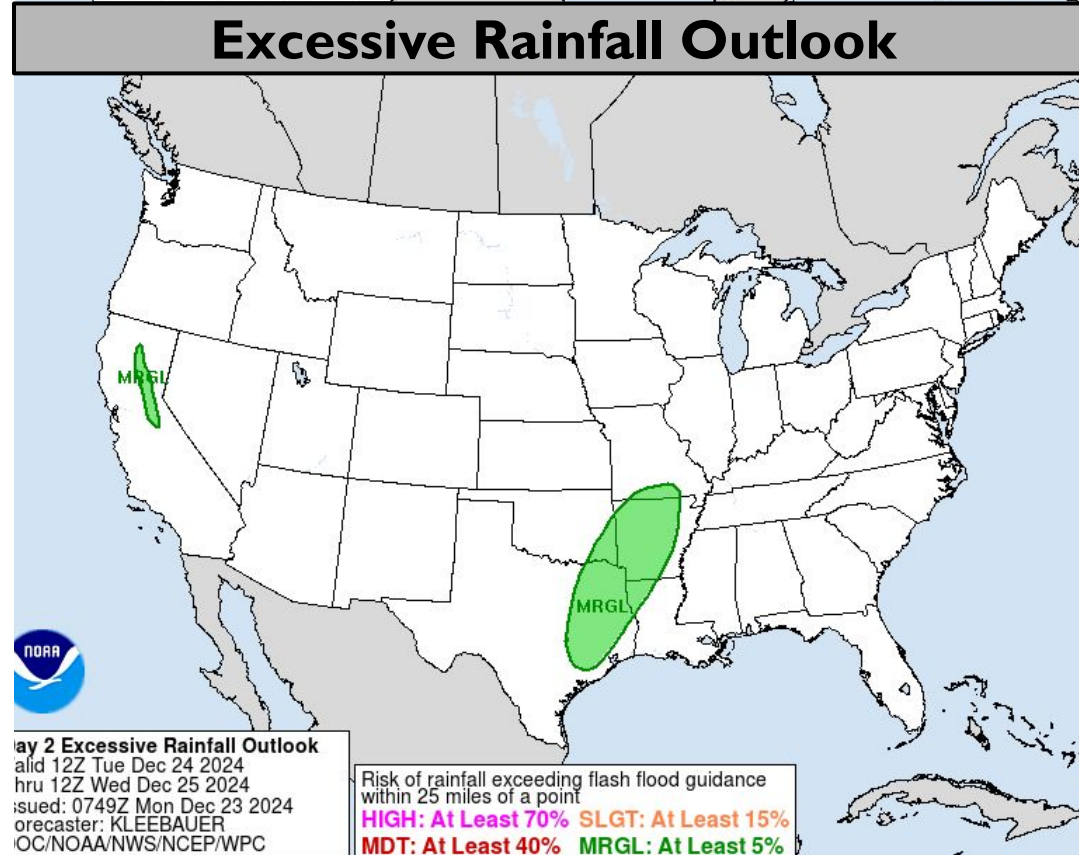 Excessive Rainfall Outlook
MRGL
MRGL
NOAA
ay 2 Excessive Rainfall Outlook
alid 12Z Tue Dec 24 2024
hru 12Z Wed Dec 25 2024
ssued: 0749Z Mon Dec 23 2024
orecaster: KLEEBAUER
OC/NOAA/NWS/NCEP/WPC
Risk of rainfall exceeding flash flood guidance
within 25 miles of a point
HIGH: At Least 70% SLGT: At Least 15%
MDT: At Least 40% MRGL: At Least 5%